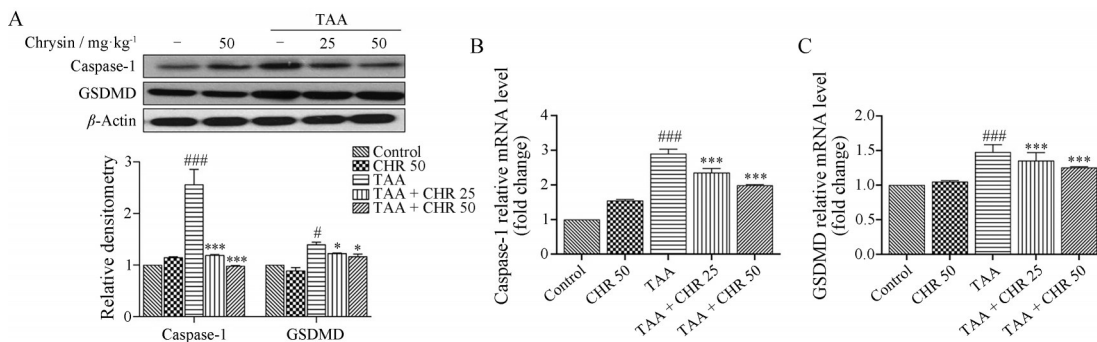 A
TAA
Chrysin / mg·kg-1 − 50 − 25 50
Caspase-1
GSDMD
β-Actin
Relative densitometry
3
2
1
0
###
***
***
#
*
*
Caspase-1 GSDMD
Control
CHR 50
TAA
TAA + CHR 25
TAA + CHR 50
B
Caspase-1 relative mRNA level
(fold change)
4
3
2
1
0
###
***
***
Control
CHR 50
TAA
TAA + CHR 25
TAA + CHR 50
C
GSDMD relative mRNA level
(fold change)
2.0
1.5
1.0
0.5
0.0
###
***
***
Control
CHR 50
TAA
TAA + CHR 25
TAA + CHR 50